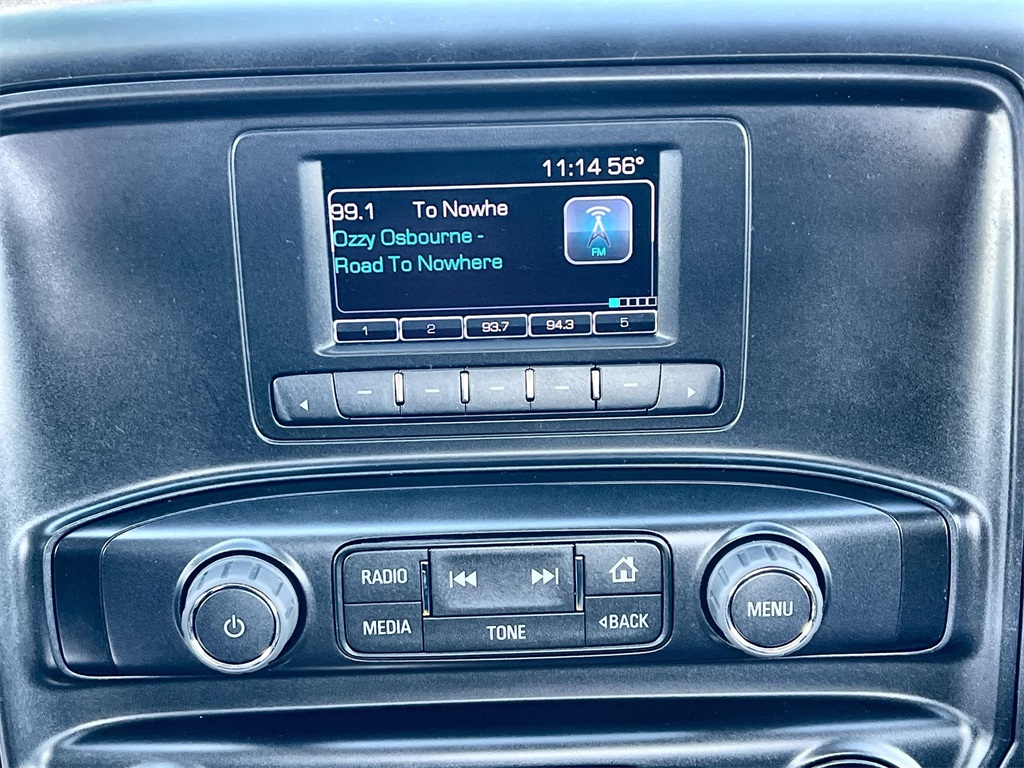 11:14 56°
99.1 To Nowhe
Ozzy Osbourne -
Road To Nowhere
FM
1 2 93.7 94.3 5
RADIO
MEDIA
TONE
BACK
MENU